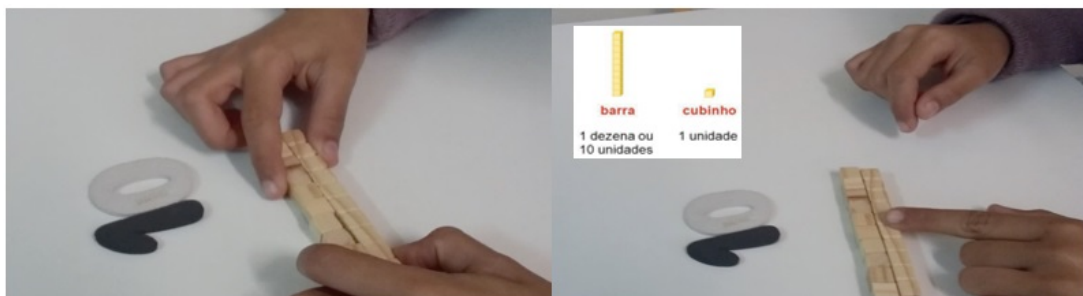 barra cubinho
1 dezena ou 1 unidade
10 unidades